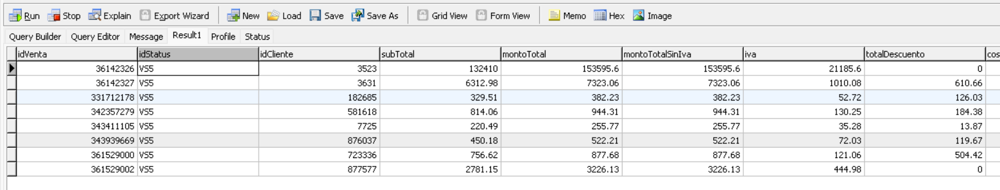 Run Stop Explain Export Wizard New Load Save Save As Grid View Form View Memo Hex Image
Query Builder Query Editor Message Result1 Profile Status
idVenta idStatus idCliente subTotal montoTotal montoTotalSinIva iva totalDescuento cos
36142326 VS5 3523 132410 153595.6 153595.6 21185.6 0
36142327 VS5 3631 6312.98 7323.06 7323.06 1010.08 610.66
331712178 VS5 182685 329.51 382.23 382.23 52.72 126.03
342357279 VS5 581618 814.06 944.31 944.31 130.25 184.38
343411105 VS5 7725 220.49 255.77 255.77 35.28 13.87
343939669 VS5 876037 450.18 522.21 522.21 72.03 119.67
361529000 VS5 723336 756.62 877.68 877.68 121.06 504.42
361529002 VS5 877577 2781.15 3226.13 3226.13 444.98 0